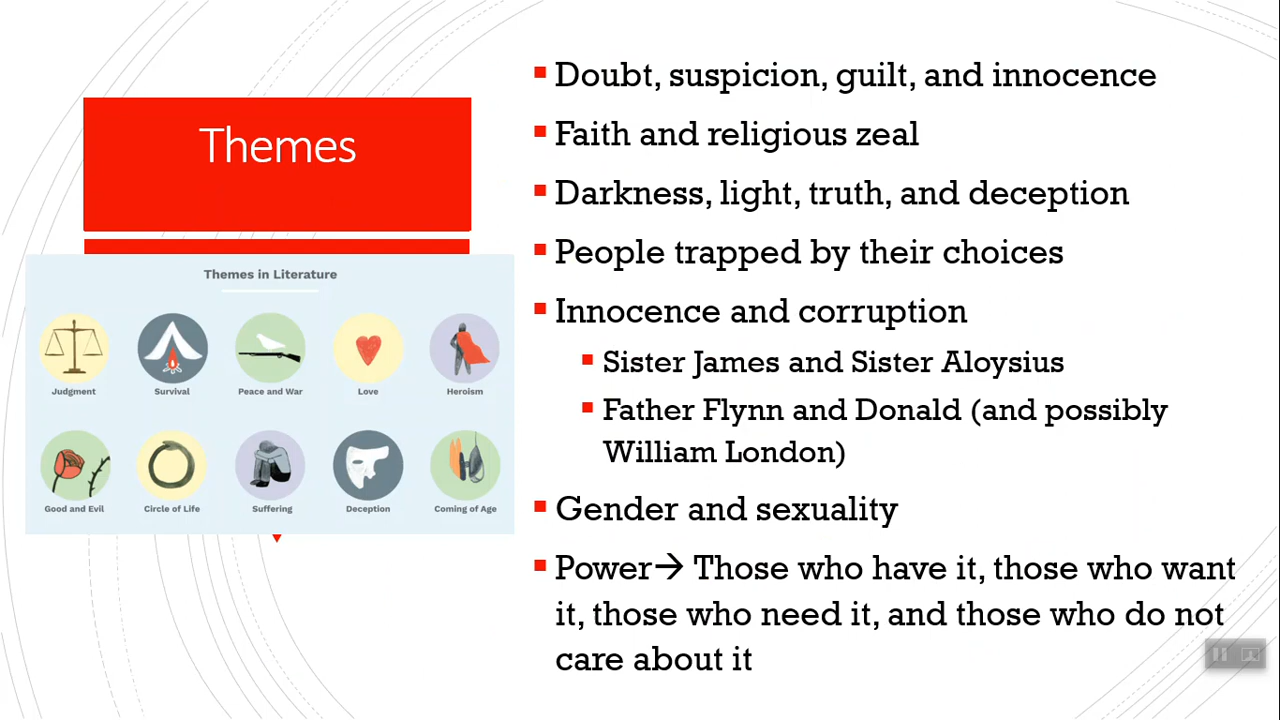 Themes
Themes in Literature
Judgment
Survival
Peace and War
Love
Heroism
Good and Evil
Circle of Life
Suffering
Deception
Coming of Age
Doubt, suspicion, guilt, and innocence
Faith and religious zeal
Darkness, light, truth, and deception
People trapped by their choices
Innocence and corruption
Sister James and Sister Aloysius
Father Flynn and Donald (and possibly
William London)
Gender and sexuality
Power→ Those who have it, those who want
it, those who need it, and those who do not
care about it